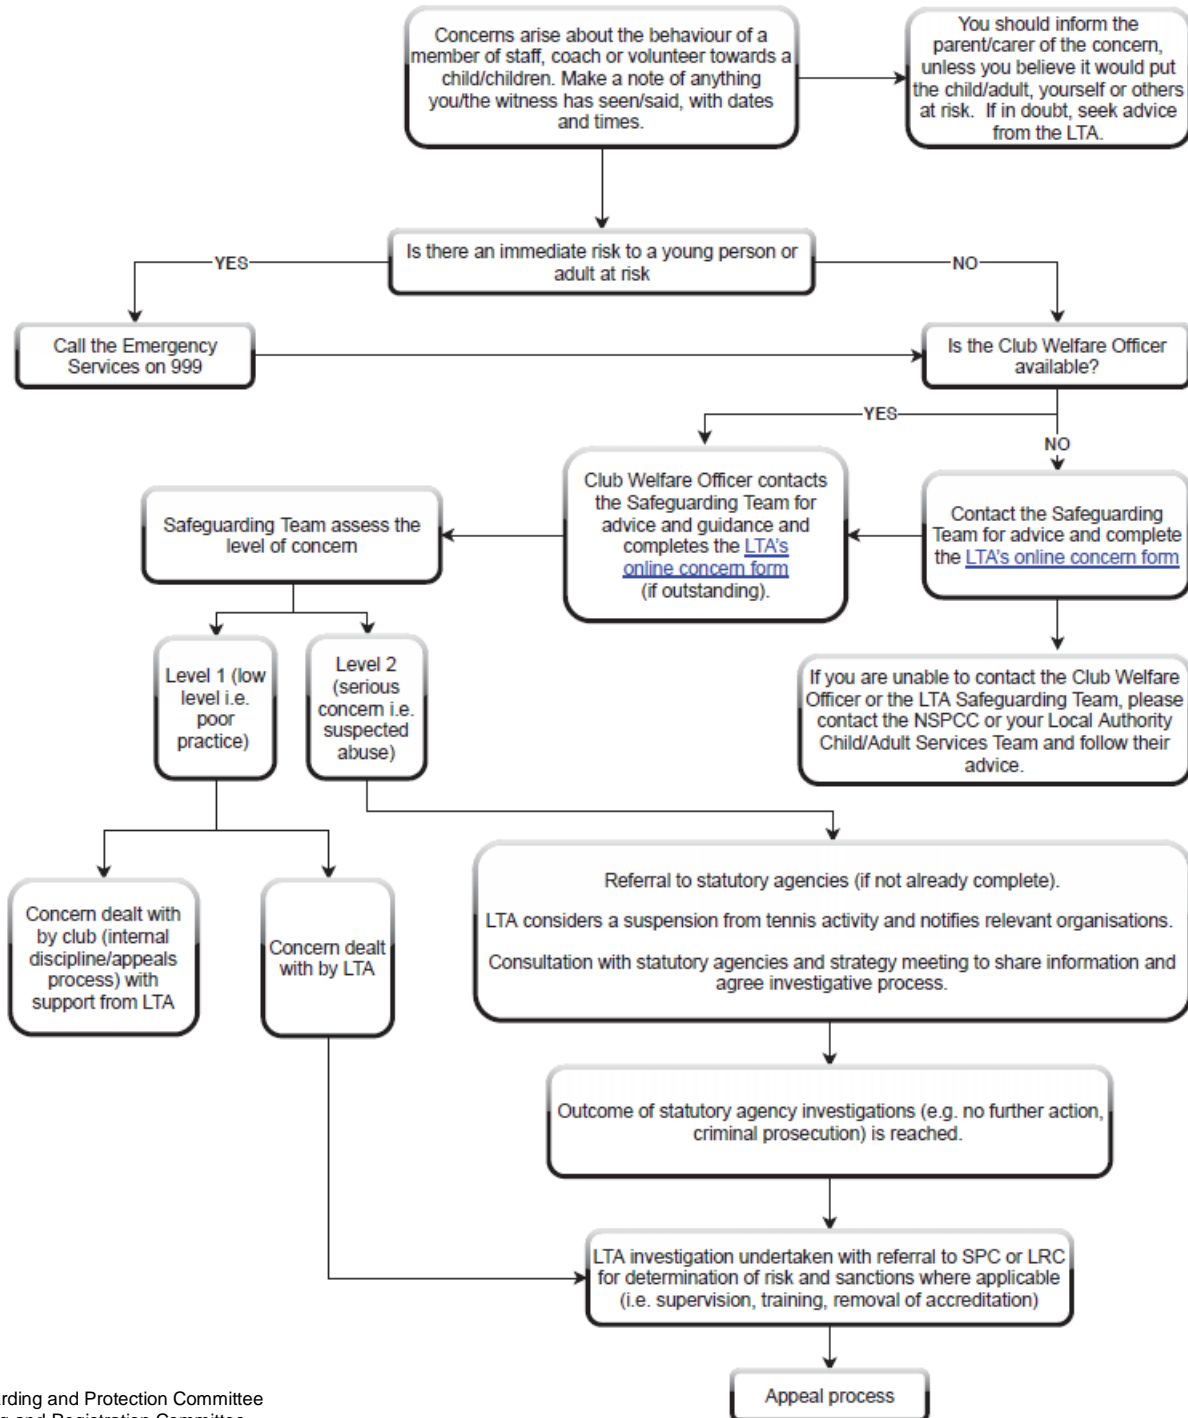 Concerns arise about the behaviour of a
member of staff, coach or volunteer towards a
child/children. Make a note of anything
you/the witness has seen/said, with dates
and times.
You should inform the
parent/carer of the concern,
unless you believe it would put
the child/adult, yourself or others
at risk. If in doubt, seek advice
from the LTA.
Is there an immediate risk to a young person or
adult at risk
YES
NO
Call the Emergency
Services on 999
Is the Club Welfare Officer
available?
YES
NO
Club Welfare Officer contacts
the Safeguarding Team for
advice and guidance and
completes the LTA's
online concern form
(if outstanding).
Contact the Safeguarding
Team for advice and complete
the LTA's online concern form
Safeguarding Team assess the
level of concern
Level 1 (low
level i.e.
poor
practice)
Level 2
(serious
concern i.e.
suspected
abuse)
If you are unable to contact the Club Welfare
Officer or the LTA Safeguarding Team, please
contact the NSPCC or your Local Authority
Child/Adult Services Team and follow their
advice.
Concern dealt with
by club (internal
discipline/appeals
process) with
support from LTA
Concern dealt
with by LTA
Referral to statutory agencies (if not already complete).
LTA considers a suspension from tennis activity and notifies relevant organisations.
Consultation with statutory agencies and strategy meeting to share information and
agree investigative process.
Outcome of statutory agency investigations (e.g. no further action,
criminal prosecution) is reached.
LTA investigation undertaken with referral to SPC or LRC
for determination of risk and sanctions where applicable
(i.e. supervision, training, removal of accreditation)
Appeal process
arding and Protection Committee
and Registration Committee